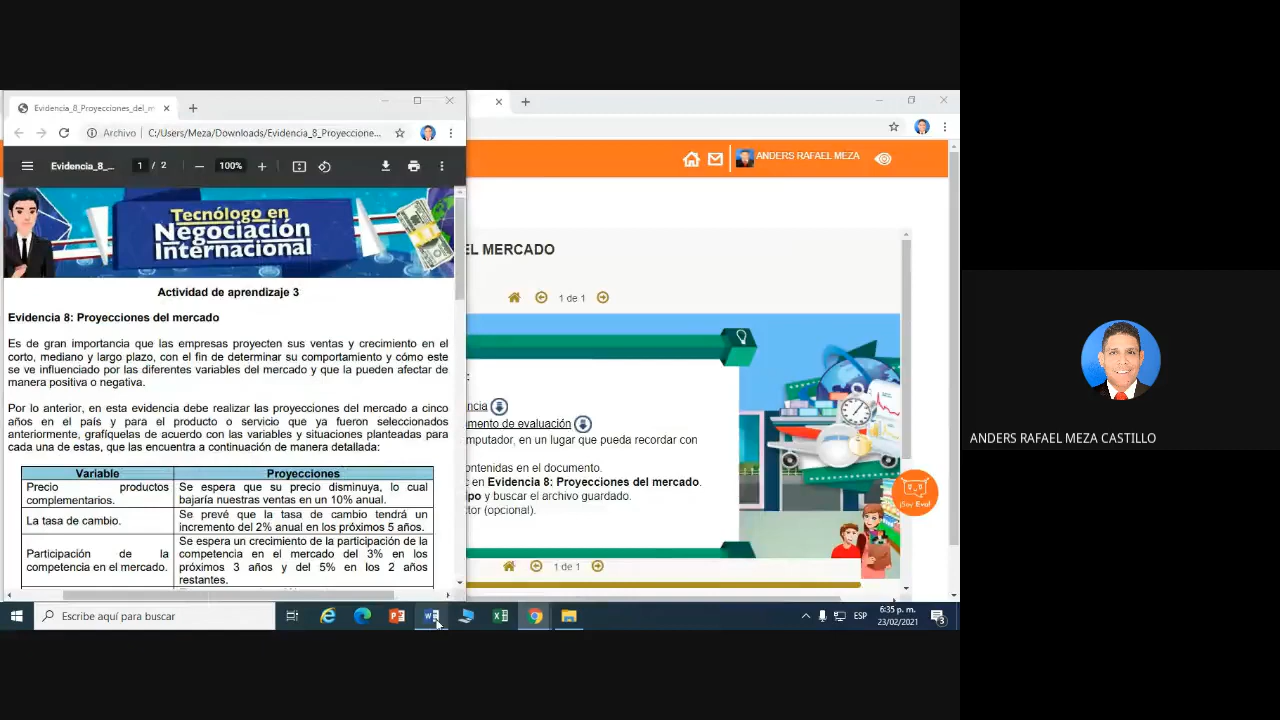 Evidencia_8_Proyecciones_del_m
Archivo
C:/Users/Meza/Downloads/Evidencia_8_Proyeccione...
Evidencia_8_...
1 / 2
100%
ANDERS RAFAEL MEZA
Tecnólogo en
Negociación
Internacional
Actividad de aprendizaje 3
Evidencia 8: Proyecciones del mercado
Es de gran importancia que las empresas proyecten sus ventas y crecimiento en el
corto, mediano y largo plazo, con el fin de determinar su comportamiento y cómo este
se ve influenciado por las diferentes variables del mercado y que la pueden afectar de
manera positiva o negativa.
Por lo anterior, en esta evidencia debe realizar las proyecciones del mercado a cinco
años en el país y para el producto o servicio que ya fueron seleccionados
anteriormente, grafíquelas de acuerdo con las variables y situaciones planteadas para
cada una de estas, que las encuentra a continuación de manera detallada:
Variable
Proyecciones
Precio productos
complementarios.
Se espera que su precio disminuya, lo cual
bajaría nuestras ventas en un 10% anual.
La tasa de cambio.
Se prevé que la tasa de cambio tendrá un
incremento del 2% anual en los próximos 5 años.
Participación de la
competencia en el mercado.
Se espera un crecimiento de la participación de la
competencia en el mercado del 3% en los
próximos 3 años y del 5% en los 2 años
restantes.
EL MERCADO
1 de 1
:
ncia
mento de evaluación
mputador, en un lugar que pueda recordar con
ontenidas en el documento.
c en Evidencia 8: Proyecciones del mercado.
ipo y buscar el archivo guardado.
ctor (opcional).
¡Soy Eva!
1 de 1
Escribe aquí para buscar
ESP
6:35 p. m.
23/02/2021
3
ANDERS RAFAEL MEZA CASTILLO